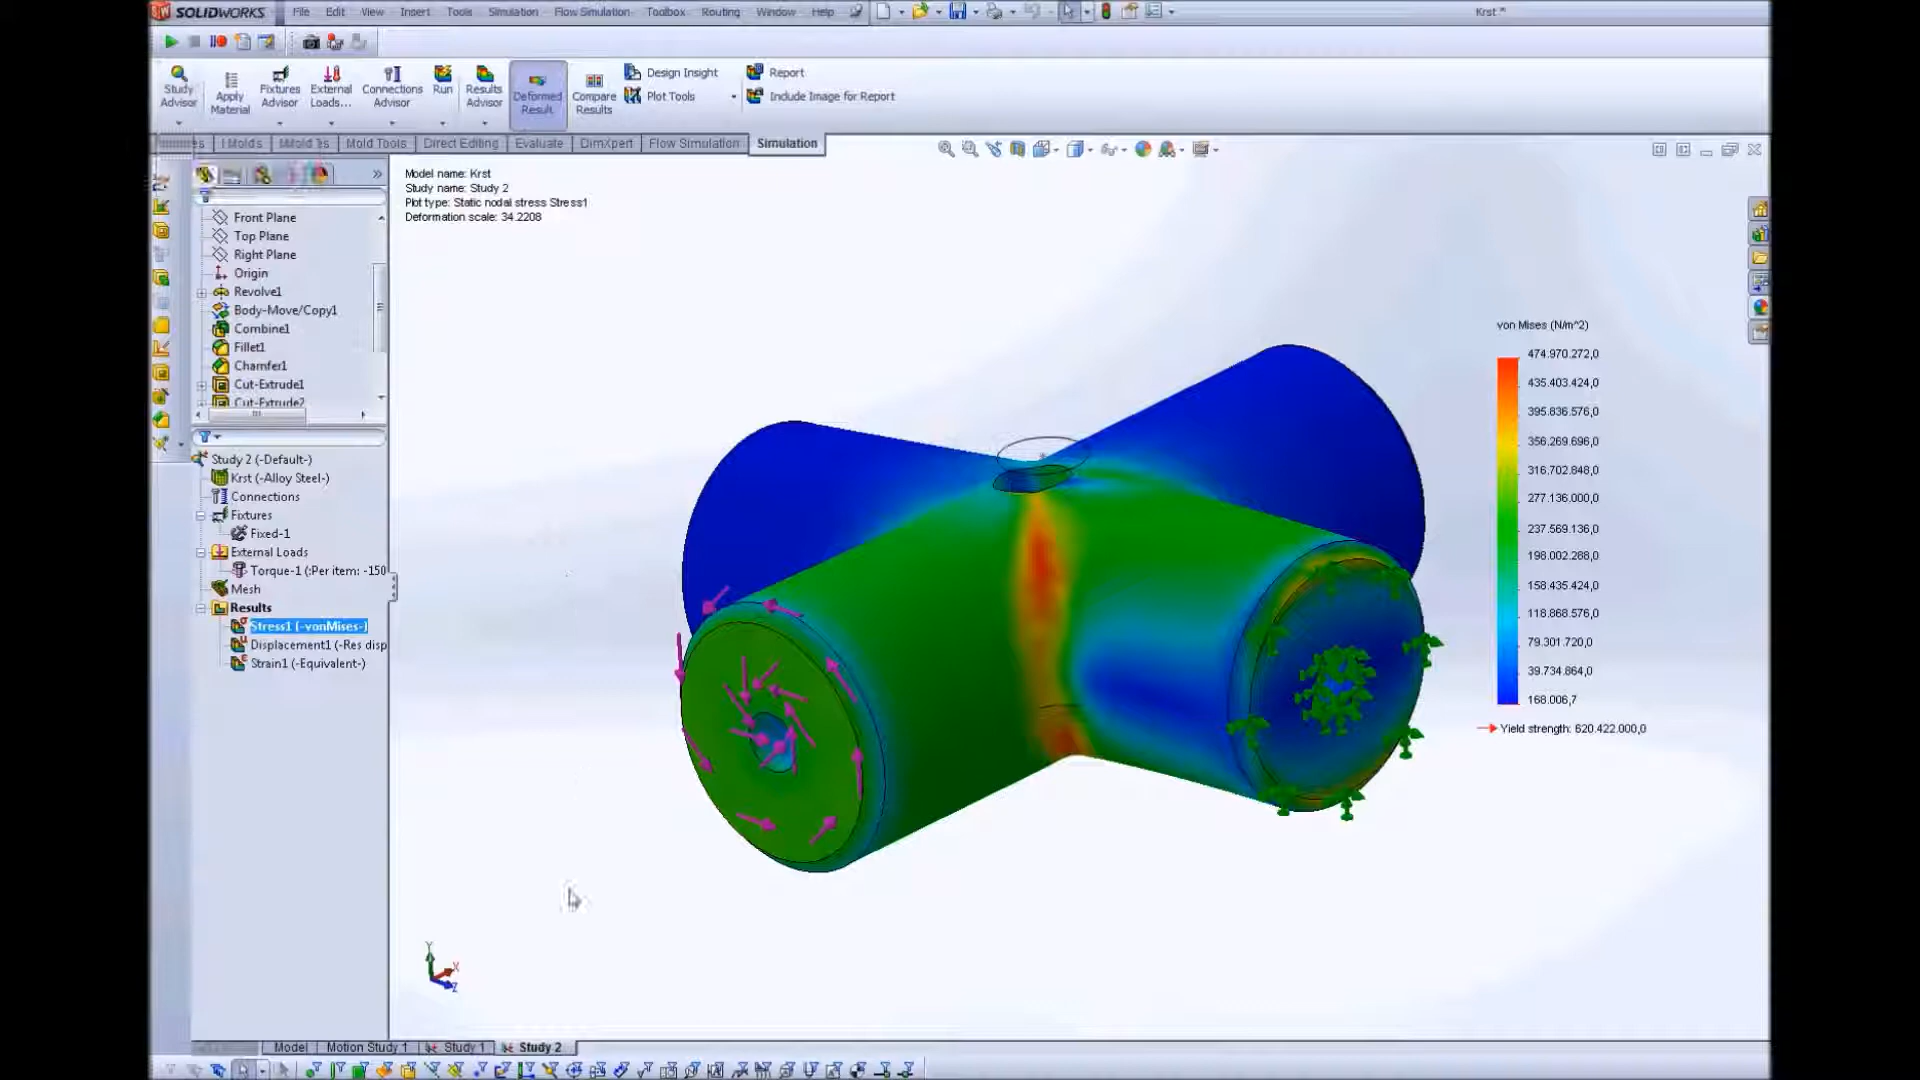 SOLIDWORKS File Edit View Insert Tools Simulation Flow Simulation Toolbox Routing Window Help Krst *
Study Advisor
Apply Material
Fixtures Advisor
External Loads...
Connections Advisor
Run
Results Advisor
Deformed Result
Compare Results
Design Insight
Plot Tools
Report
Include Image for Report
Mold Tools Direct Editing Evaluate DimXpert Flow Simulation Simulation
Model name: Krst
Study name: Study 2
Plot type: Static nodal stress Stress1
Deformation scale: 34.2208
Front Plane
Top Plane
Right Plane
Origin
Revolve1
Body-Move/Copy1
Combine1
Fillet1
Chamfer1
Cut-Extrude1
Cut-Extrude2
Study 2 (-Default-)
Krst (-Alloy Steel-)
Connections
Fixtures
Fixed-1
External Loads
Torque-1 (:Per item: -150
Mesh
Results
Stress1 (-vonMises-)
Displacement1 (-Res disp
Strain1 (-Equivalent-)
von Mises (N/m^2)
474.970.272,0
435.403.424,0
395.836.576,0
356.269.696,0
316.702.848,0
277.136.000,0
237.569.136,0
198.002.288,0
158.435.424,0
118.868.576,0
79.301.720,0
39.734.864,0
168.006,7
Yield strength: 620.422.000,0
Y
X
Z
Model Motion Study 1 Study 1 Study 2